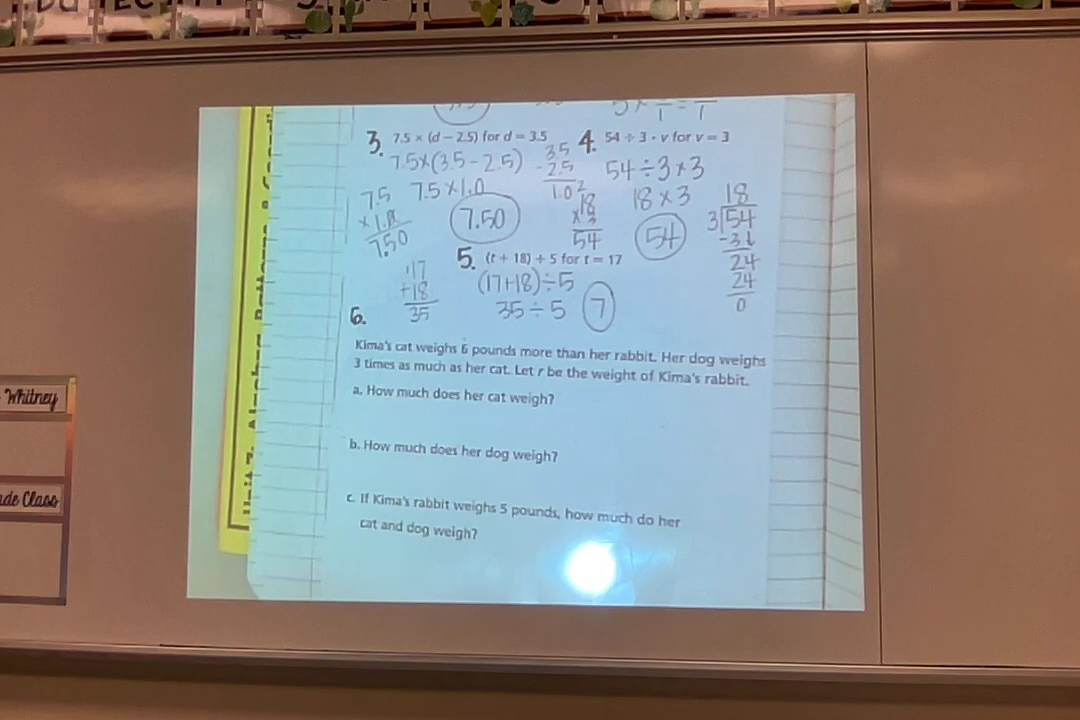 3. 7.5 × (d − 2.5) for d = 3.5
7.5×(3.5 - 2.5)
3.5
-2.5
1.0
7.5 7.5×1.0
×1.0
7.50
7.50
4. 54 ÷ 3 • v for v = 3
54÷3×3
18×3
54
2
18
×3
54
18
3)54
24
24
0
5. (t + 18) ÷ 5 for t = 17
(17+18)÷5
35÷5 7
17
+18
35
6.
Kima's cat weighs 6 pounds more than her rabbit. Her dog weighs
3 times as much as her cat. Let r be the weight of Kima's rabbit.
a. How much does her cat weigh?
b. How much does her dog weigh?
c. If Kima's rabbit weighs 5 pounds, how much do her
cat and dog weigh?
Whitney
Class